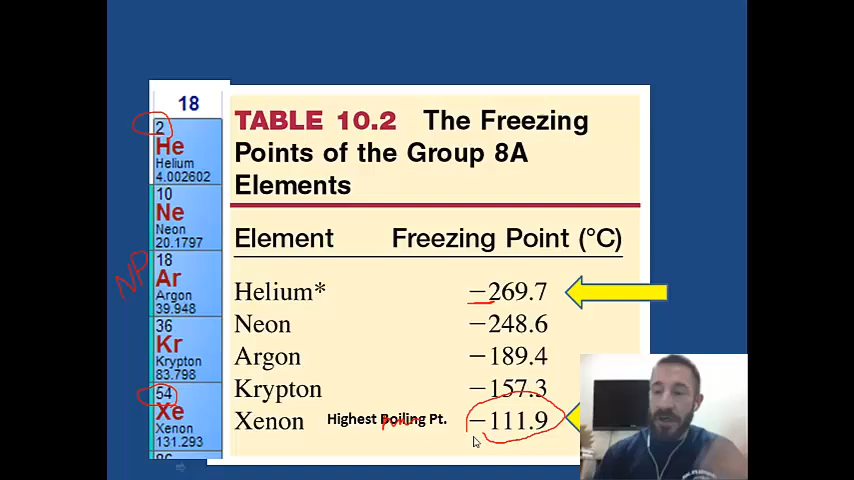 18
2
He
Helium
4.002602
10
Ne
Neon
20.1797
18
Ar
Argon
39.948
36
Kr
Krypton
83.798
54
Xe
Xenon
131.293
NP
TABLE 10.2 The Freezing
Points of the Group 8A
Elements
Element Freezing Point (°C)
Helium* −269.7
Neon −248.6
Argon −189.4
Krypton −157.3
Xenon Highest Boiling Pt. −111.9